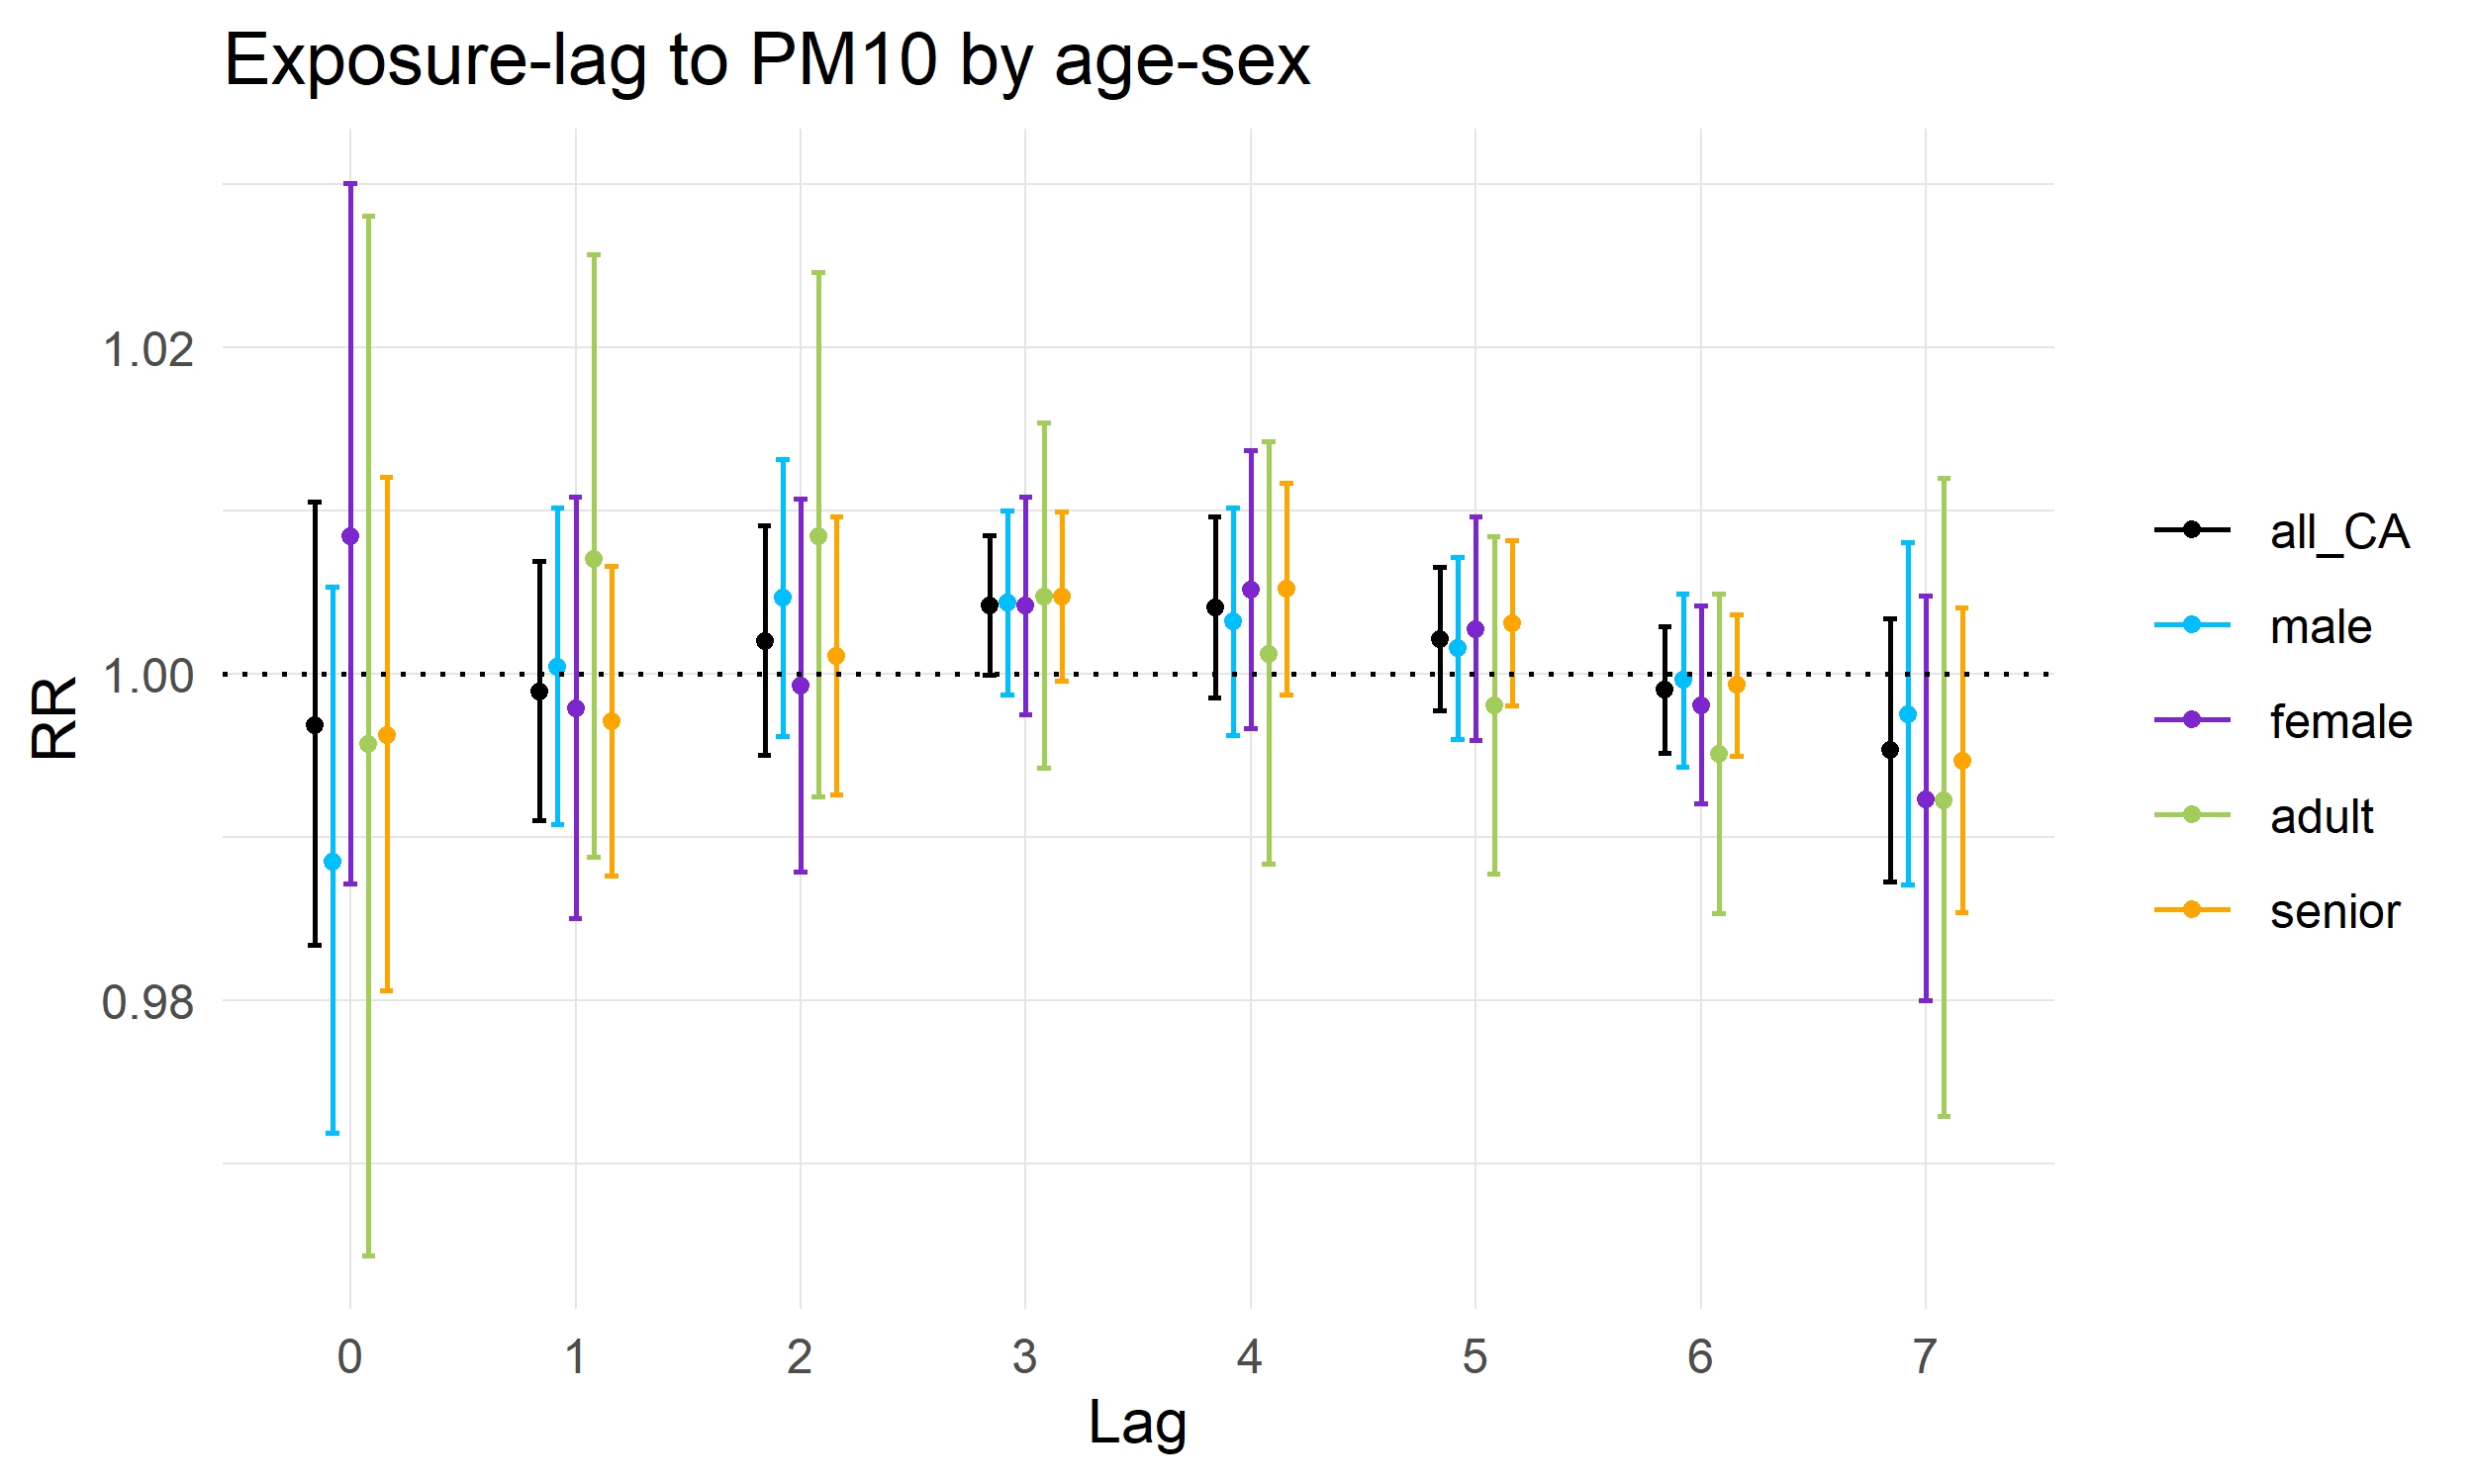 Exposure-lag to PM10 by age-sex
RR
1.02
1.00
0.98
0 1 2 3 4 5 6 7
Lag
all_CA
male
female
adult
senior